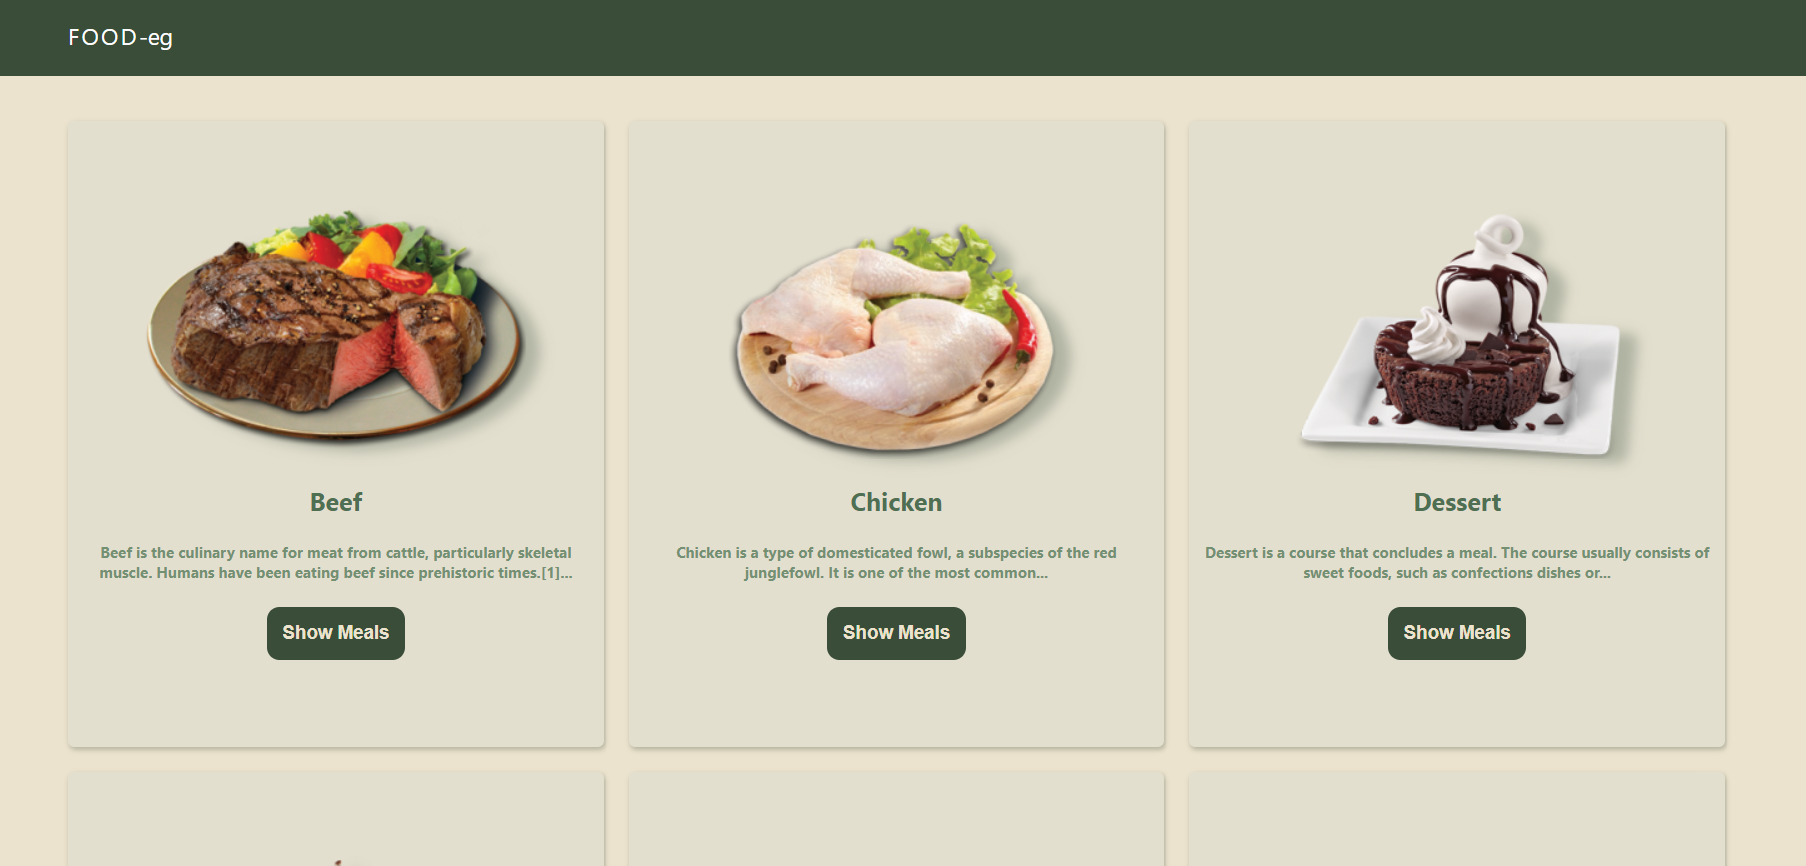 FOOD-eg
Beef
Beef is the culinary name for meat from cattle, particularly skeletal
muscle. Humans have been eating beef since prehistoric times.[1]...
Show Meals
Chicken
Chicken is a type of domesticated fowl, a subspecies of the red
junglefowl. It is one of the most common...
Show Meals
Dessert
Dessert is a course that concludes a meal. The course usually consists of
sweet foods, such as confections dishes or...
Show Meals